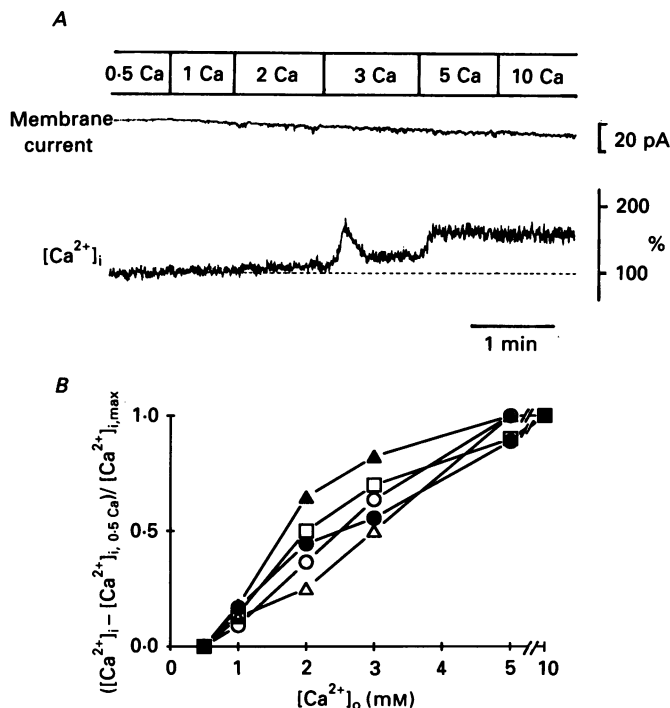 A
0·5 Ca 1 Ca 2 Ca 3 Ca 5 Ca 10 Ca
Membrane
current
20 pA
[Ca²⁺]ᵢ
200
%
100
1 min
B
([Ca²⁺]ᵢ – [Ca²⁺]ᵢ, 0·5 Ca)/ [Ca²⁺]ᵢ,max
1·0
0·5
0·0
0 1 2 3 5 10
[Ca²⁺]ₒ (mM)